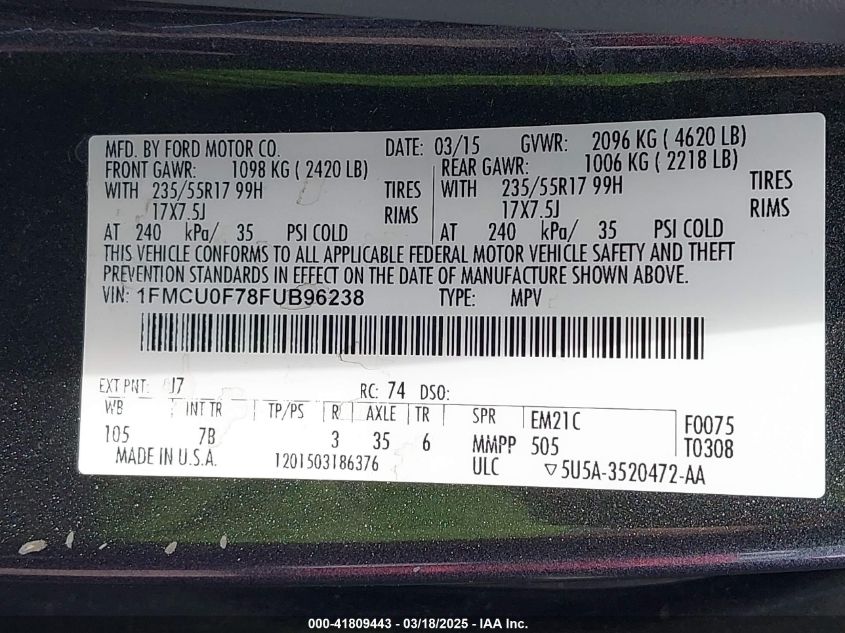 MFD. BY FORD MOTOR CO. DATE: 03/15 GVWR: 2096 KG ( 4620 LB)
FRONT GAWR: 1098 KG ( 2420 LB) REAR GAWR: 1006 KG ( 2218 LB)
WITH 235/55R17 99H TIRES WITH 235/55R17 99H TIRES
17X7.5J RIMS 17X7.5J RIMS
AT 240 kPa/ 35 PSI COLD AT 240 kPa/ 35 PSI COLD
THIS VEHICLE CONFORMS TO ALL APPLICABLE FEDERAL MOTOR VEHICLE SAFETY AND THEFT
PREVENTION STANDARDS IN EFFECT ON THE DATE OF MANUFACTURE SHOWN ABOVE.
VIN: 1FMCU0F78FUB96238 TYPE: MPV
EXT PNT: J7 RC: 74 DSO:
WB INT TR TP/PS R AXLE TR SPR EM21C F0075
105 7B 3 35 6 MMPP 505 T0308
MADE IN U.S.A. 1201503186376 ULC ▽5U5A-3520472-AA
000-41809443 - 03/18/2025 - IAA Inc.